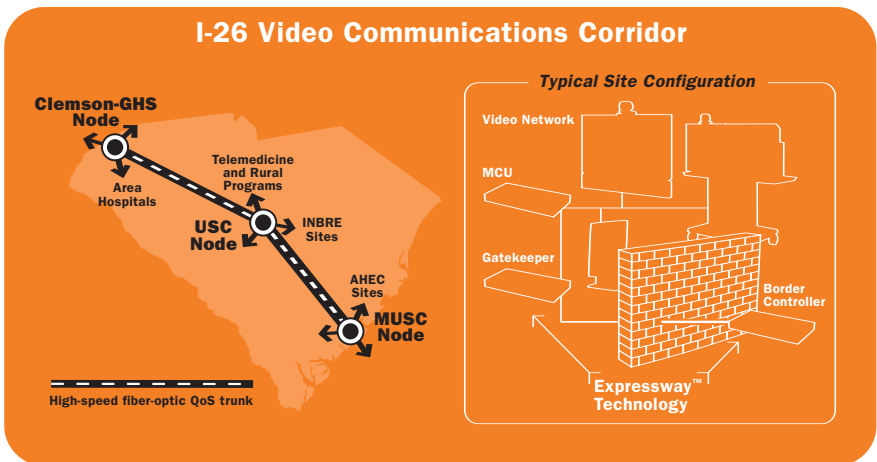 I-26 Video Communications Corridor
Clemson-GHS
Node
Area
Hospitals
Telemedicine
and Rural
Programs
USC
Node
INBRE
Sites
AHEC
Sites
MUSC
Node
High-speed fiber-optic QoS trunk
Typical Site Configuration
Video Network
MCU
Gatekeeper
Border
Controller
Expressway™
Technology